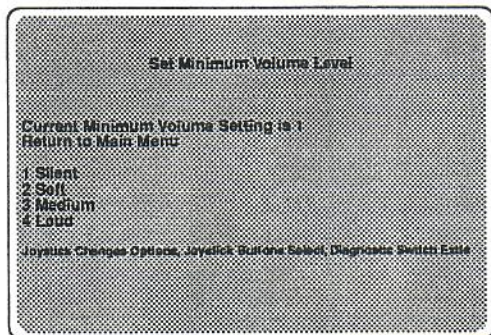 Set Minimum Volume Level
Current Minimum Volume Setting is 1
Return to Main Menu
1 Silent
2 Soft
3 Medium
4 Loud
Joystick Changes Options, Joystick Buttons Select, Diagnostic Switch Exits